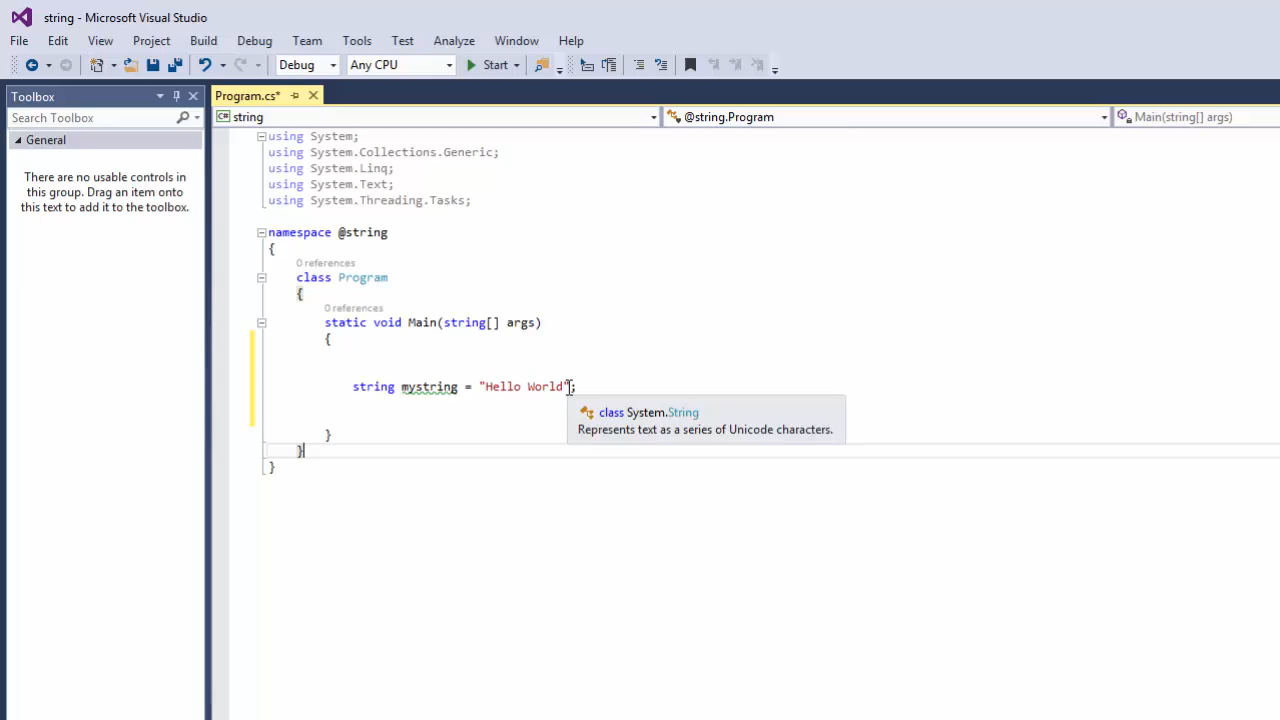 string - Microsoft Visual Studio
File Edit View Project Build Debug Team Tools Test Analyze Window Help
Debug Any CPU Start
Toolbox
Search Toolbox
General
There are no usable controls in
this group. Drag an item onto
this text to add it to the toolbox.
Program.cs*
C# string @string.Program Main(string[] args)
using System;
using System.Collections.Generic;
using System.Linq;
using System.Text;
using System.Threading.Tasks;
namespace @string
{
0 references
class Program
{
0 references
static void Main(string[] args)
{
string mystring = "Hello World";
class System.String
Represents text as a series of Unicode characters.
}
}
}